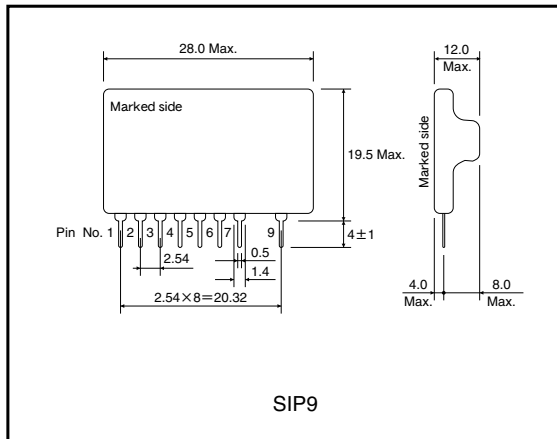 28.0 Max.
12.0
Max.
Marked side
Marked side
19.5 Max.
Pin No. 1 2 3 4 5 6 7 9
4±1
2.54
0.5
1.4
2.54×8=20.32
4.0
Max.
8.0
Max.
SIP9